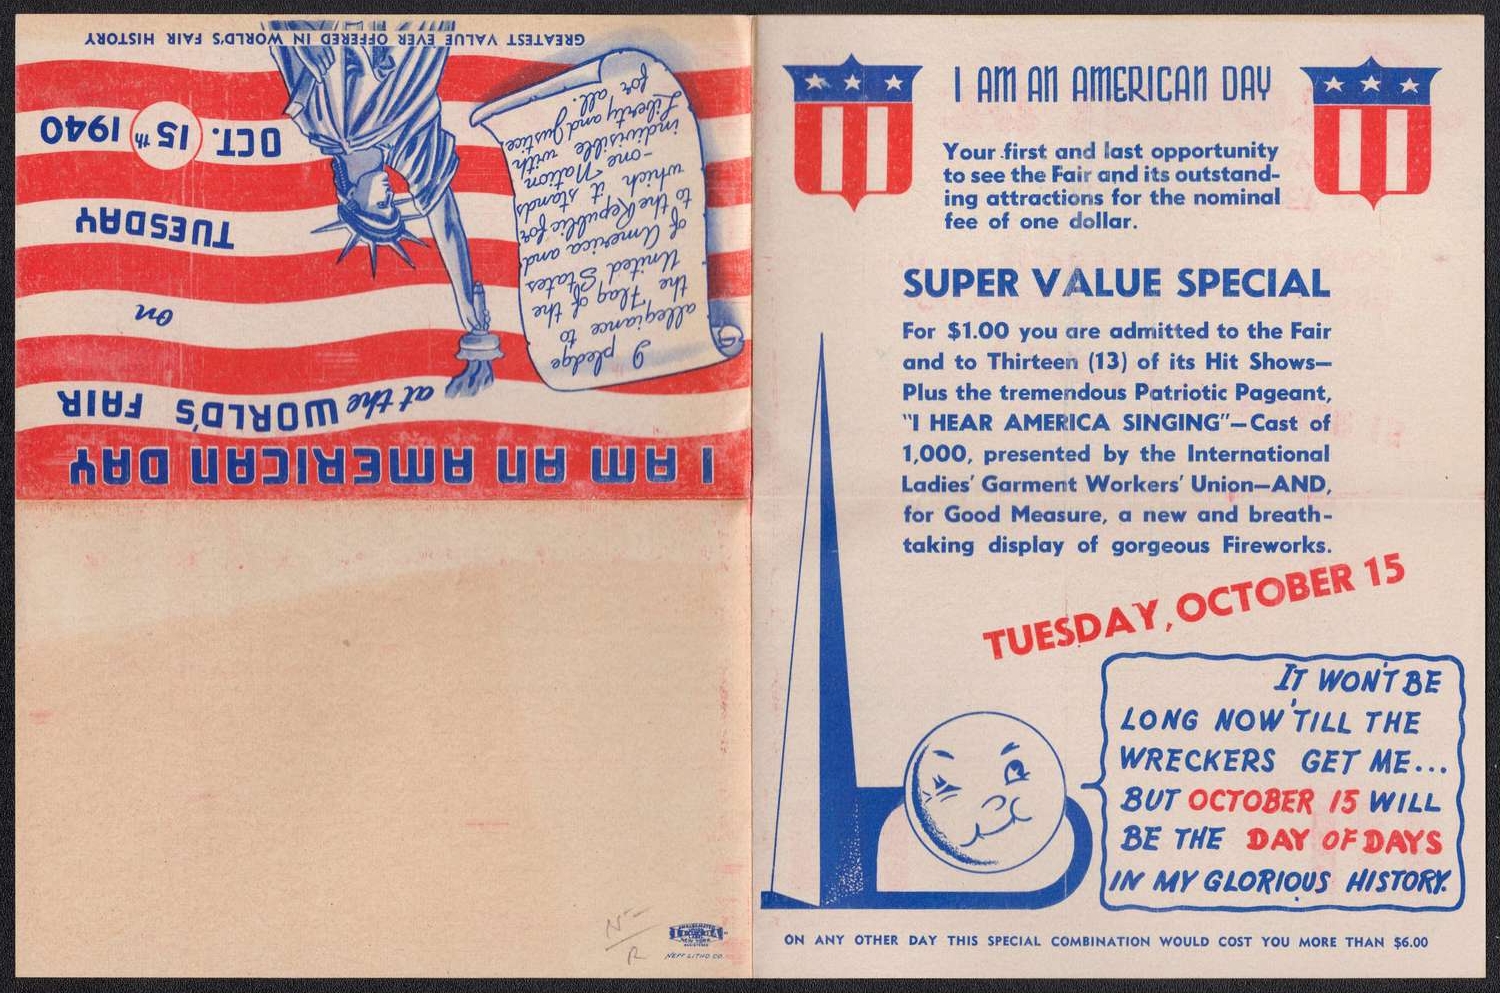 I AM AN AMERICAN DAY
at the WORLD'S FAIR
on
TUESDAY
OCT. 15th 1940
I pledge
allegiance to
the Flag of the
United States
of America and
to the Republic for
which it stands
-one Nation
indivisible with
Liberty and Justice
for all.
GREATEST VALUE EVER OFFERED IN WORLD'S FAIR HISTORY
N-
R
NEFF LITHO. CO.
I AM AN AMERICAN DAY
Your first and last opportunity
to see the Fair and its outstand-
ing attractions for the nominal
fee of one dollar.
SUPER VALUE SPECIAL
For $1.00 you are admitted to the Fair
and to Thirteen (13) of its Hit Shows—
Plus the tremendous Patriotic Pageant,
"I HEAR AMERICA SINGING"—Cast of
1,000, presented by the International
Ladies' Garment Workers' Union—AND,
for Good Measure, a new and breath-
taking display of gorgeous Fireworks.
TUESDAY, OCTOBER 15
IT WON'T BE
LONG NOW 'TILL THE
WRECKERS GET ME...
BUT OCTOBER 15 WILL
BE THE DAY OF DAYS
IN MY GLORIOUS HISTORY.
ON ANY OTHER DAY THIS SPECIAL COMBINATION WOULD COST YOU MORE THAN $6.00